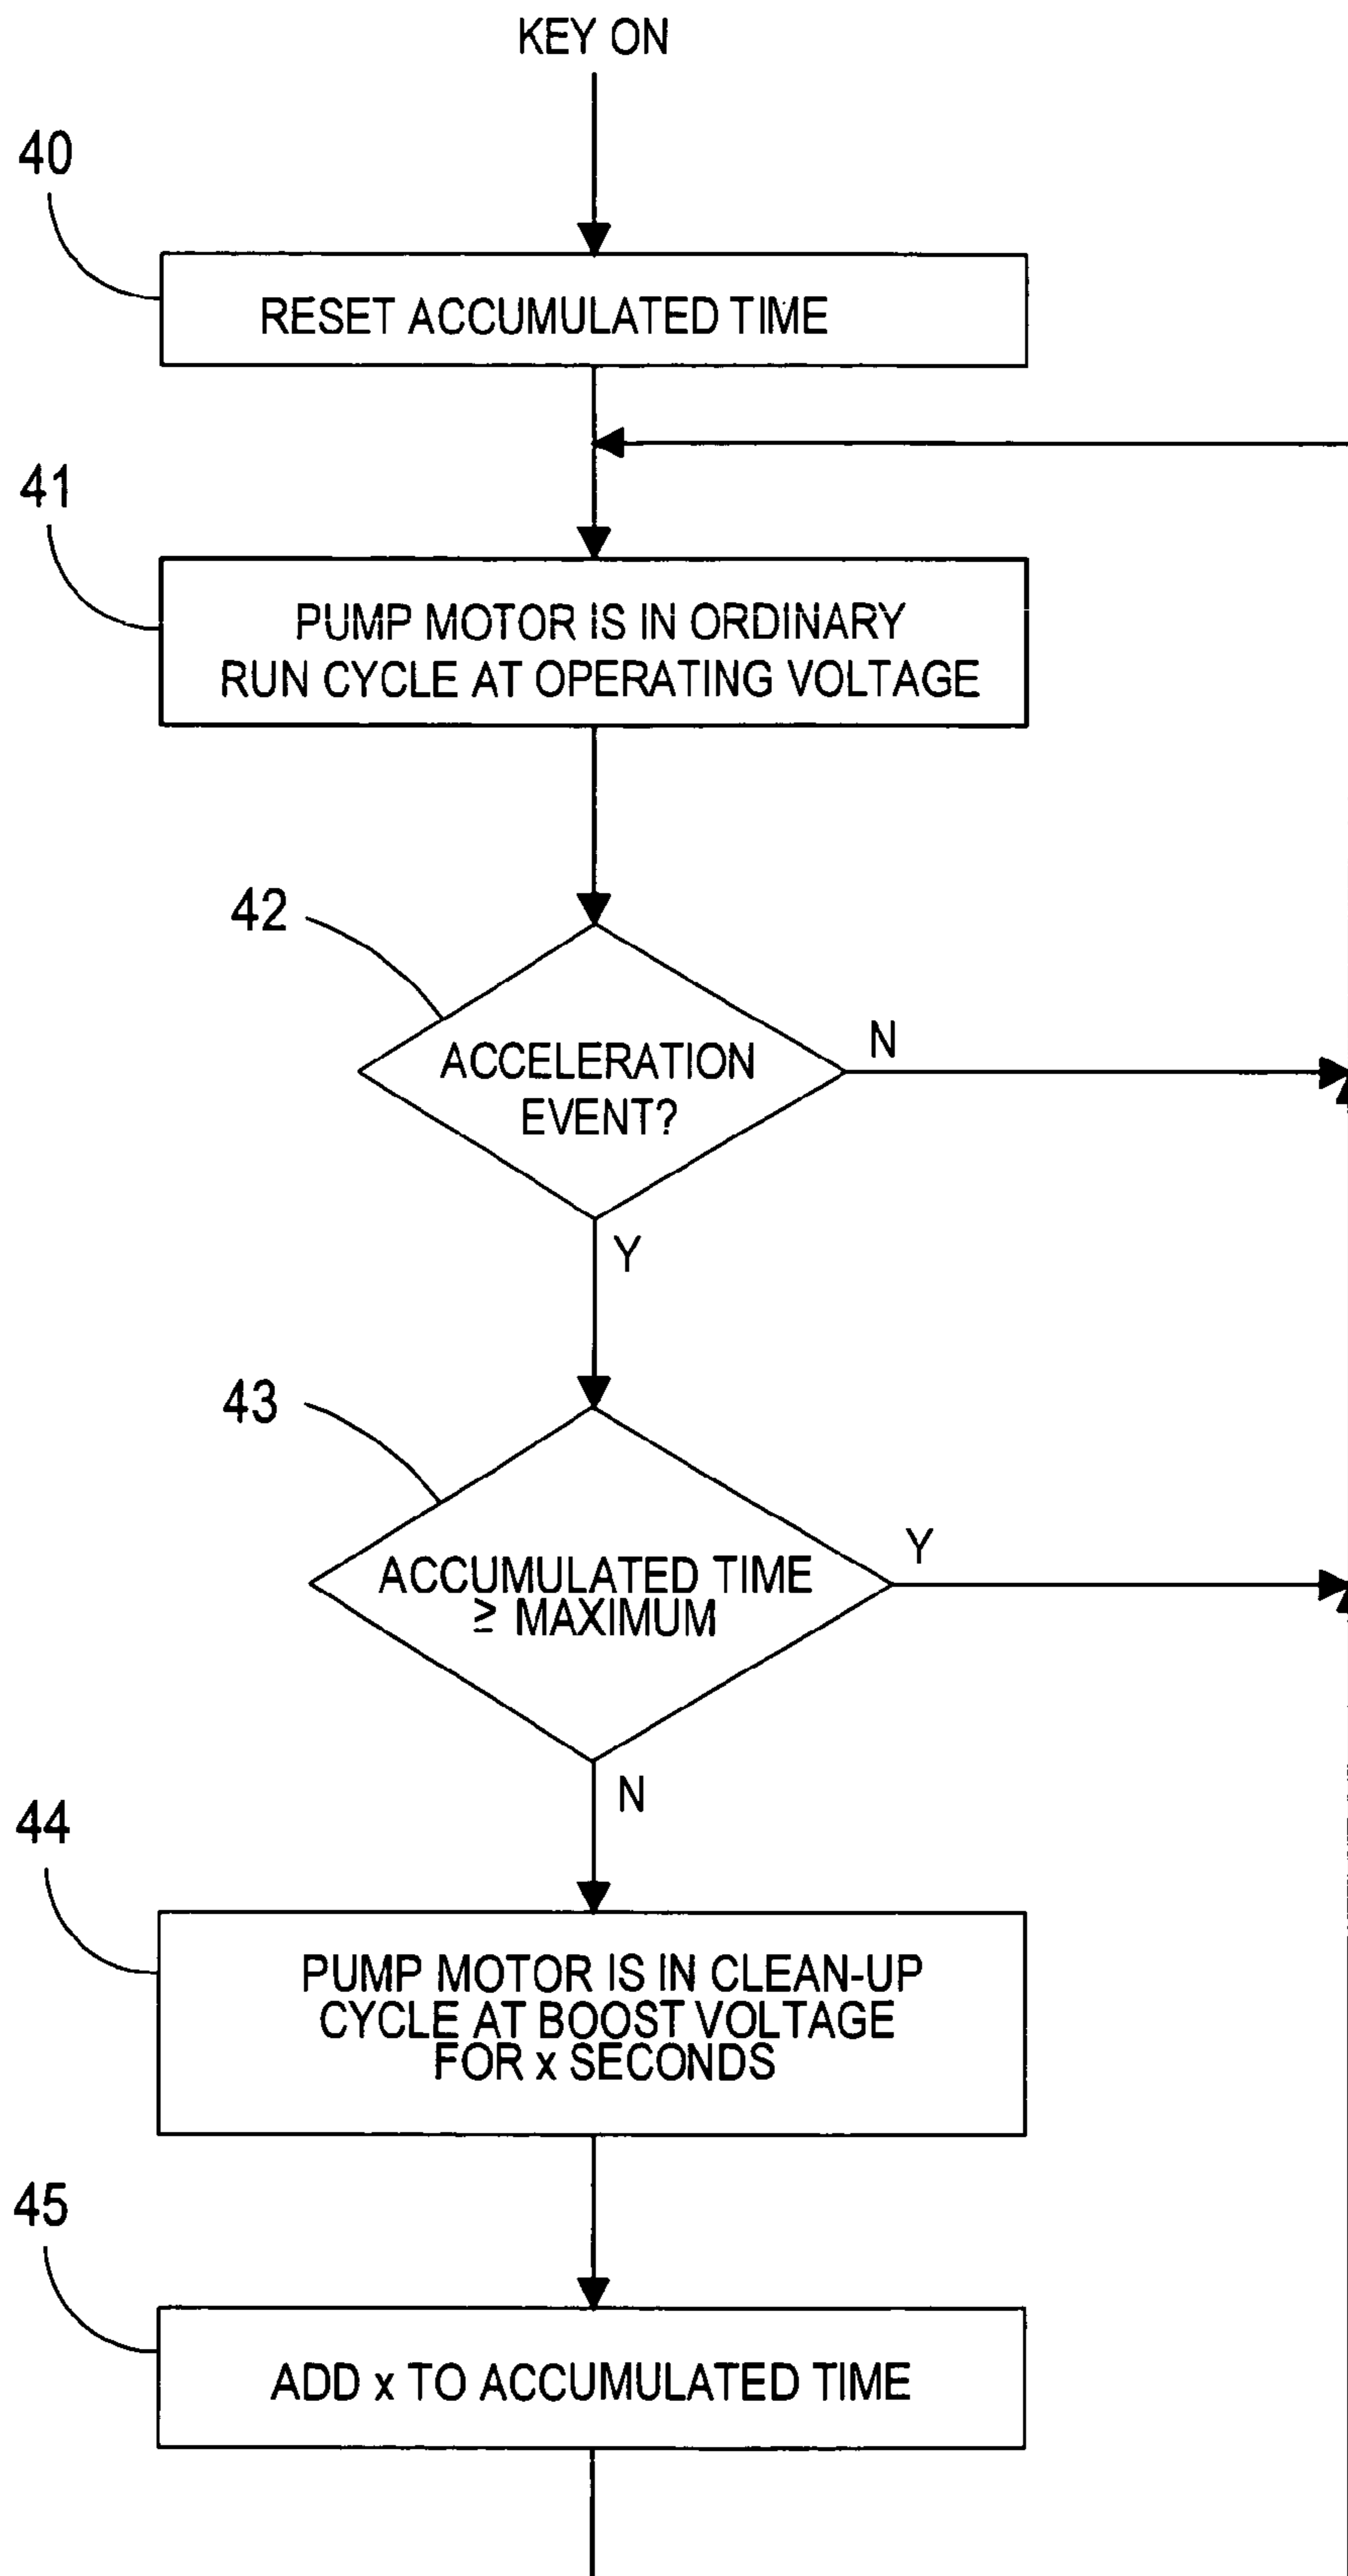 KEY ON
40
RESET ACCUMULATED TIME
41
PUMP MOTOR IS IN ORDINARY
RUN CYCLE AT OPERATING VOLTAGE
42
ACCELERATION
EVENT?
N
Y
43
ACCUMULATED TIME
≥ MAXIMUM
Y
N
44
PUMP MOTOR IS IN CLEAN-UP
CYCLE AT BOOST VOLTAGE
FOR x SECONDS
45
ADD x TO ACCUMULATED TIME